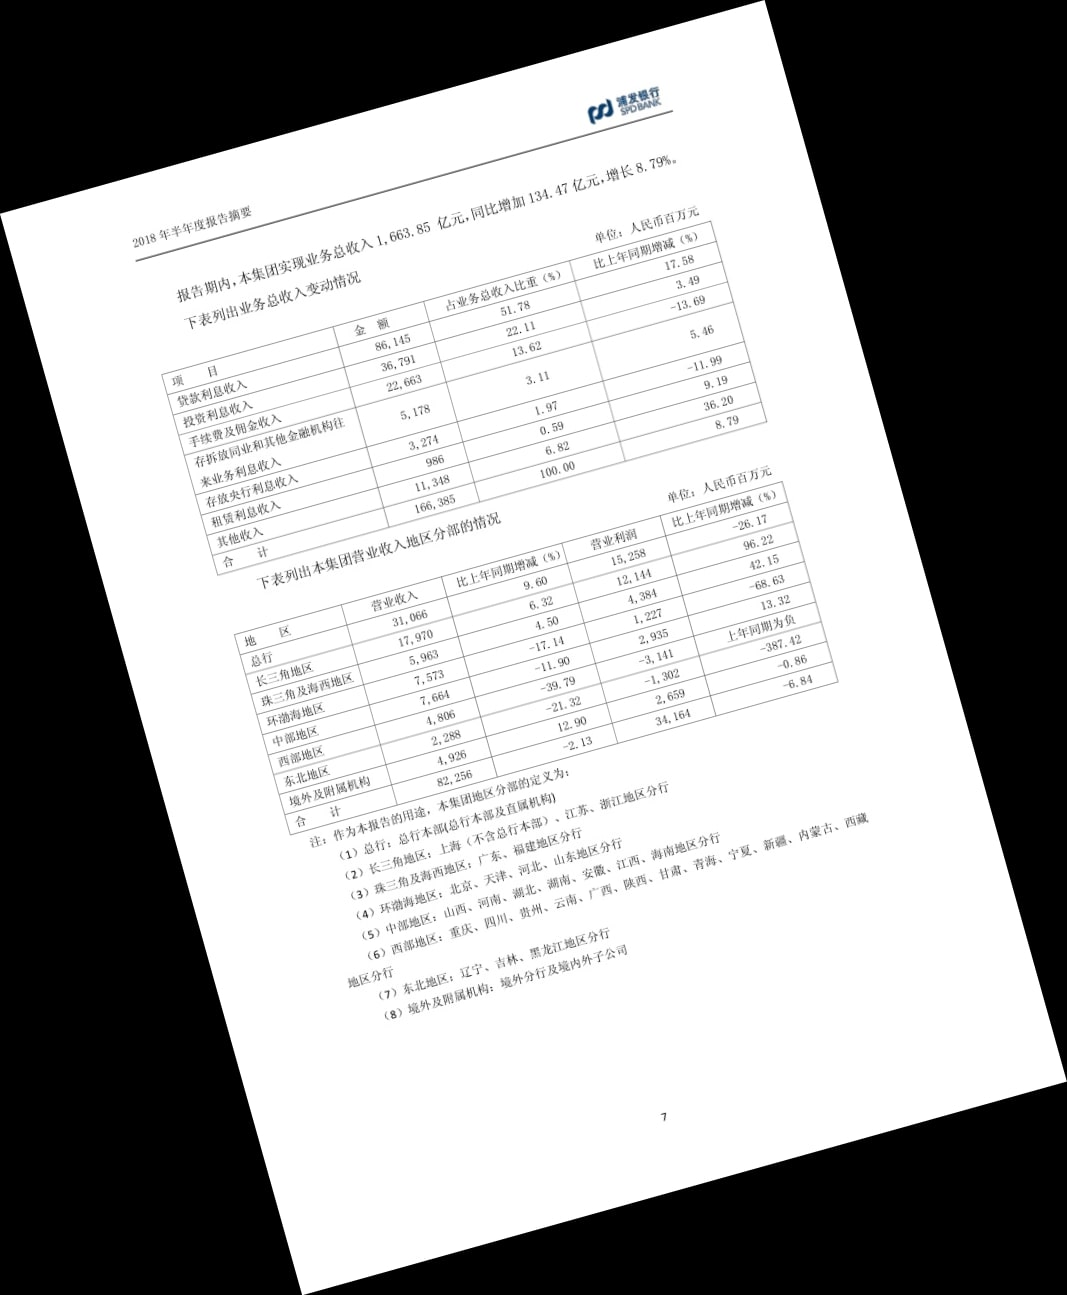 浦发银行
SPD BANK
2018 年半年度报告摘要
报告期内，本集团实现业务总收入 1,663.85 亿元，同比增加 134.47 亿元，增长 8.79%。
下表列出业务总收入变动情况
单位：人民币百万元
项 目 金 额 占业务总收入比重（%） 比上年同期增减（%）
贷款利息收入 86,145 51.78 17.58
投资利息收入 36,791 22.11 3.49
手续费及佣金收入 22,663 13.62 -13.69
存拆放同业和其他金融机构往
来业务利息收入 5,178 3.11 5.46
存放央行利息收入 3,274 1.97 -11.99
租赁利息收入 986 0.59 9.19
其他收入 11,348 6.82 36.20
合 计 166,385 100.00 8.79
下表列出本集团营业收入地区分部的情况
单位：人民币百万元
地 区 营业收入 比上年同期增减（%） 营业利润 比上年同期增减（%）
总行 31,066 9.60 15,258 -26.17
长三角地区 17,970 6.32 12,144 96.22
珠三角及海西地区 5,963 4.50 4,384 42.15
环渤海地区 7,573 -17.14 1,227 -68.63
中部地区 7,664 -11.90 2,935 13.32
西部地区 4,806 -39.79 -3,141 上年同期为负
东北地区 2,288 -21.32 -1,302 -387.42
境外及附属机构 4,926 12.90 2,659 -0.86
合 计 82,256 -2.13 34,164 -6.84
注：作为本报告的用途，本集团地区分部的定义为：
（1）总行：总行本部(总行本部及直属机构)
（2）长三角地区：上海（不含总行本部）、江苏、浙江地区分行
（3）珠三角及海西地区：广东、福建地区分行
（4）环渤海地区：北京、天津、河北、山东地区分行
（5）中部地区：山西、河南、湖北、湖南、安徽、江西、海南地区分行
（6）西部地区：重庆、四川、贵州、云南、广西、陕西、甘肃、青海、宁夏、新疆、内蒙古、西藏
地区分行
（7）东北地区：辽宁、吉林、黑龙江地区分行
（8）境外及附属机构：境外分行及境内外子公司
7